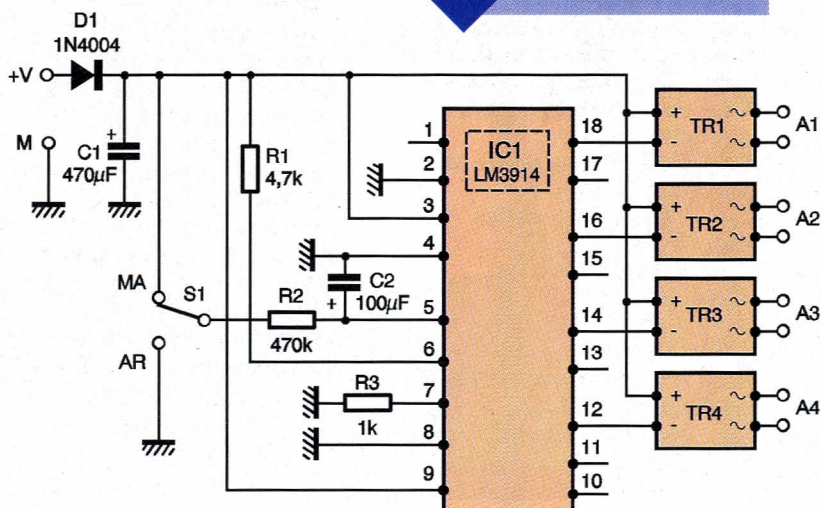 D1
1N4004
+V
M
+
C1
470µF
R1
4,7k
MA
S1
AR
R2
470k
C2
100µF
+
R3
1k
1
2
3
4
5
6
7
8
9
IC1
LM3914
18
17
16
15
14
13
12
11
10
+ ~
TR1
- ~
A1
+ ~
TR2
- ~
A2
+ ~
TR3
- ~
A3
+ ~
TR4
- ~
A4